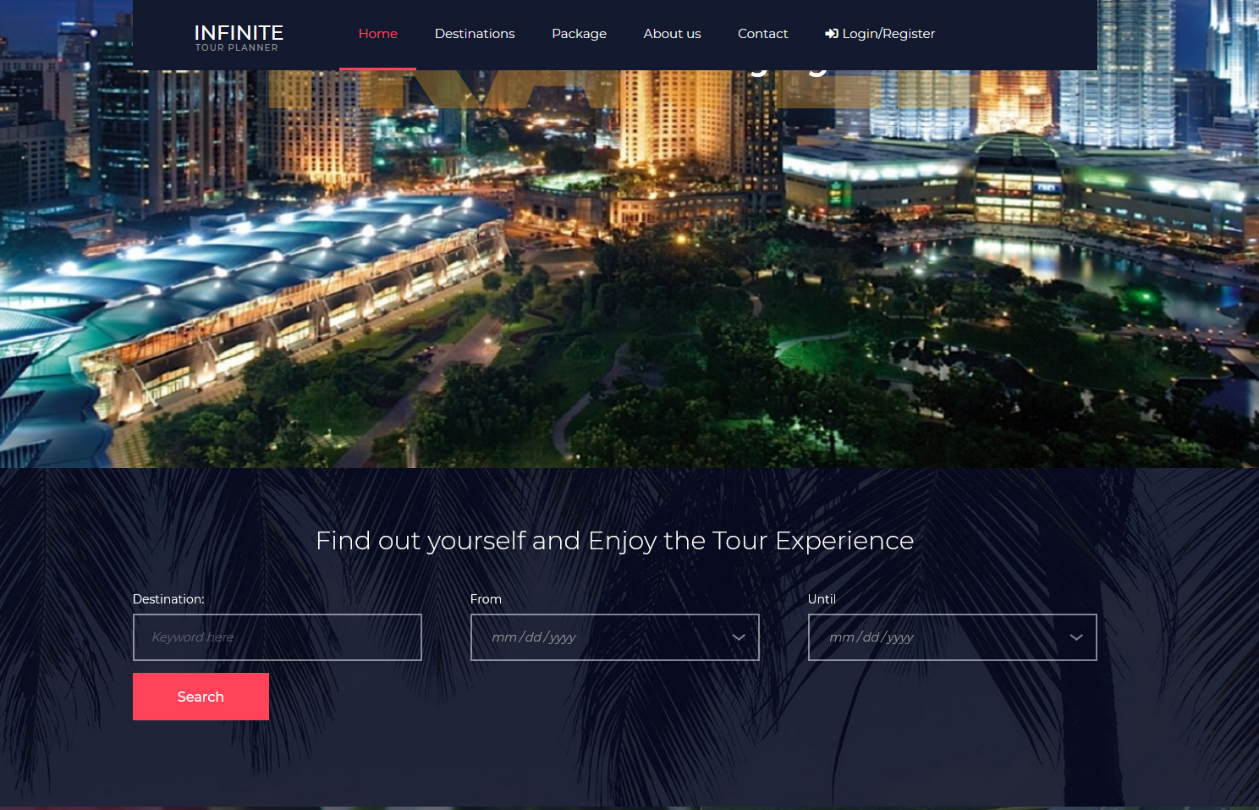 INFINITE
TOUR PLANNER
Home
Destinations
Package
About us
Contact
Login/Register
Find out yourself and Enjoy the Tour Experience
Destination:
From
Until
Keyword here
mm/dd/yyyy
mm/dd/yyyy
Search